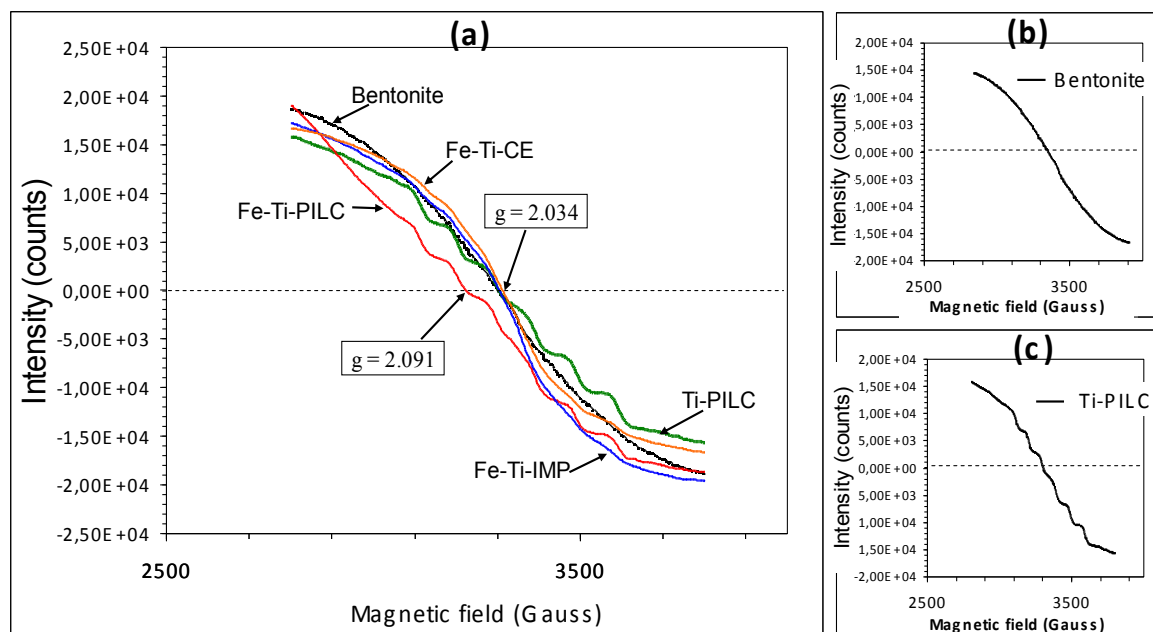 (a)
2,50E+04
2,00E+04
1,50E+04
1,00E+04
5,00E+03
0,00E+00
-5,00E+03
-1,00E+04
-1,50E+04
-2,00E+04
-2,50E+04
Intensity (counts)
Bentonite
Fe-Ti-CE
Fe-Ti-PILC
g = 2.034
g = 2.091
Ti-PILC
Fe-Ti-IMP
2500
3500
Magnetic field (Gauss)
(b)
2,00E+04
1,50E+04
1,00E+04
5,00E+03
0,00E+00
5,00E+03
1,00E+04
1,50E+04
2,00E+04
Intensity (counts)
Bentonite
2500
3500
Magnetic field (Gauss)
(c)
2,00E+04
1,50E+04
1,00E+04
5,00E+03
0,00E+00
5,00E+03
1,00E+04
1,50E+04
2,00E+04
Intensity (counts)
Ti-PILC
2500
3500
Magnetic field (Gauss)